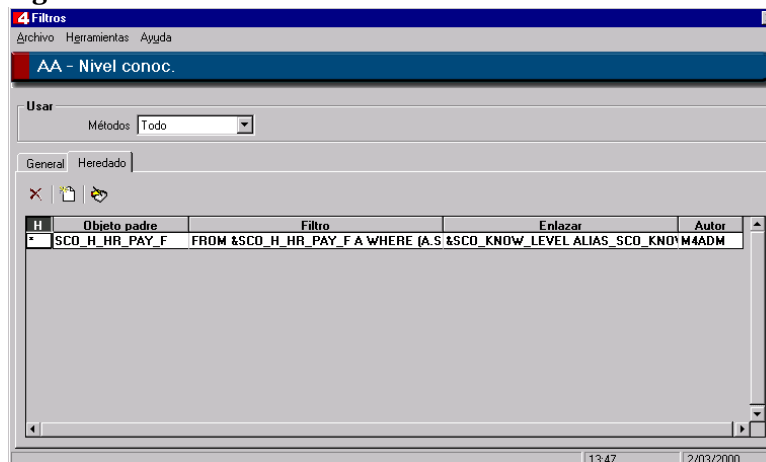 4 Filtros
Archivo Herramientas Ayuda
AA - Nivel conoc.
Usar
Métodos Todo
General Heredado
H Objeto padre Filtro Enlazar Autor
* SCO_H_HR_PAY_F FROM &SCO_H_HR_PAY_F A WHERE (A.S &SCO_KNOW_LEVEL ALIAS_SCO_KNO M4ADM
13:47 2/03/2000